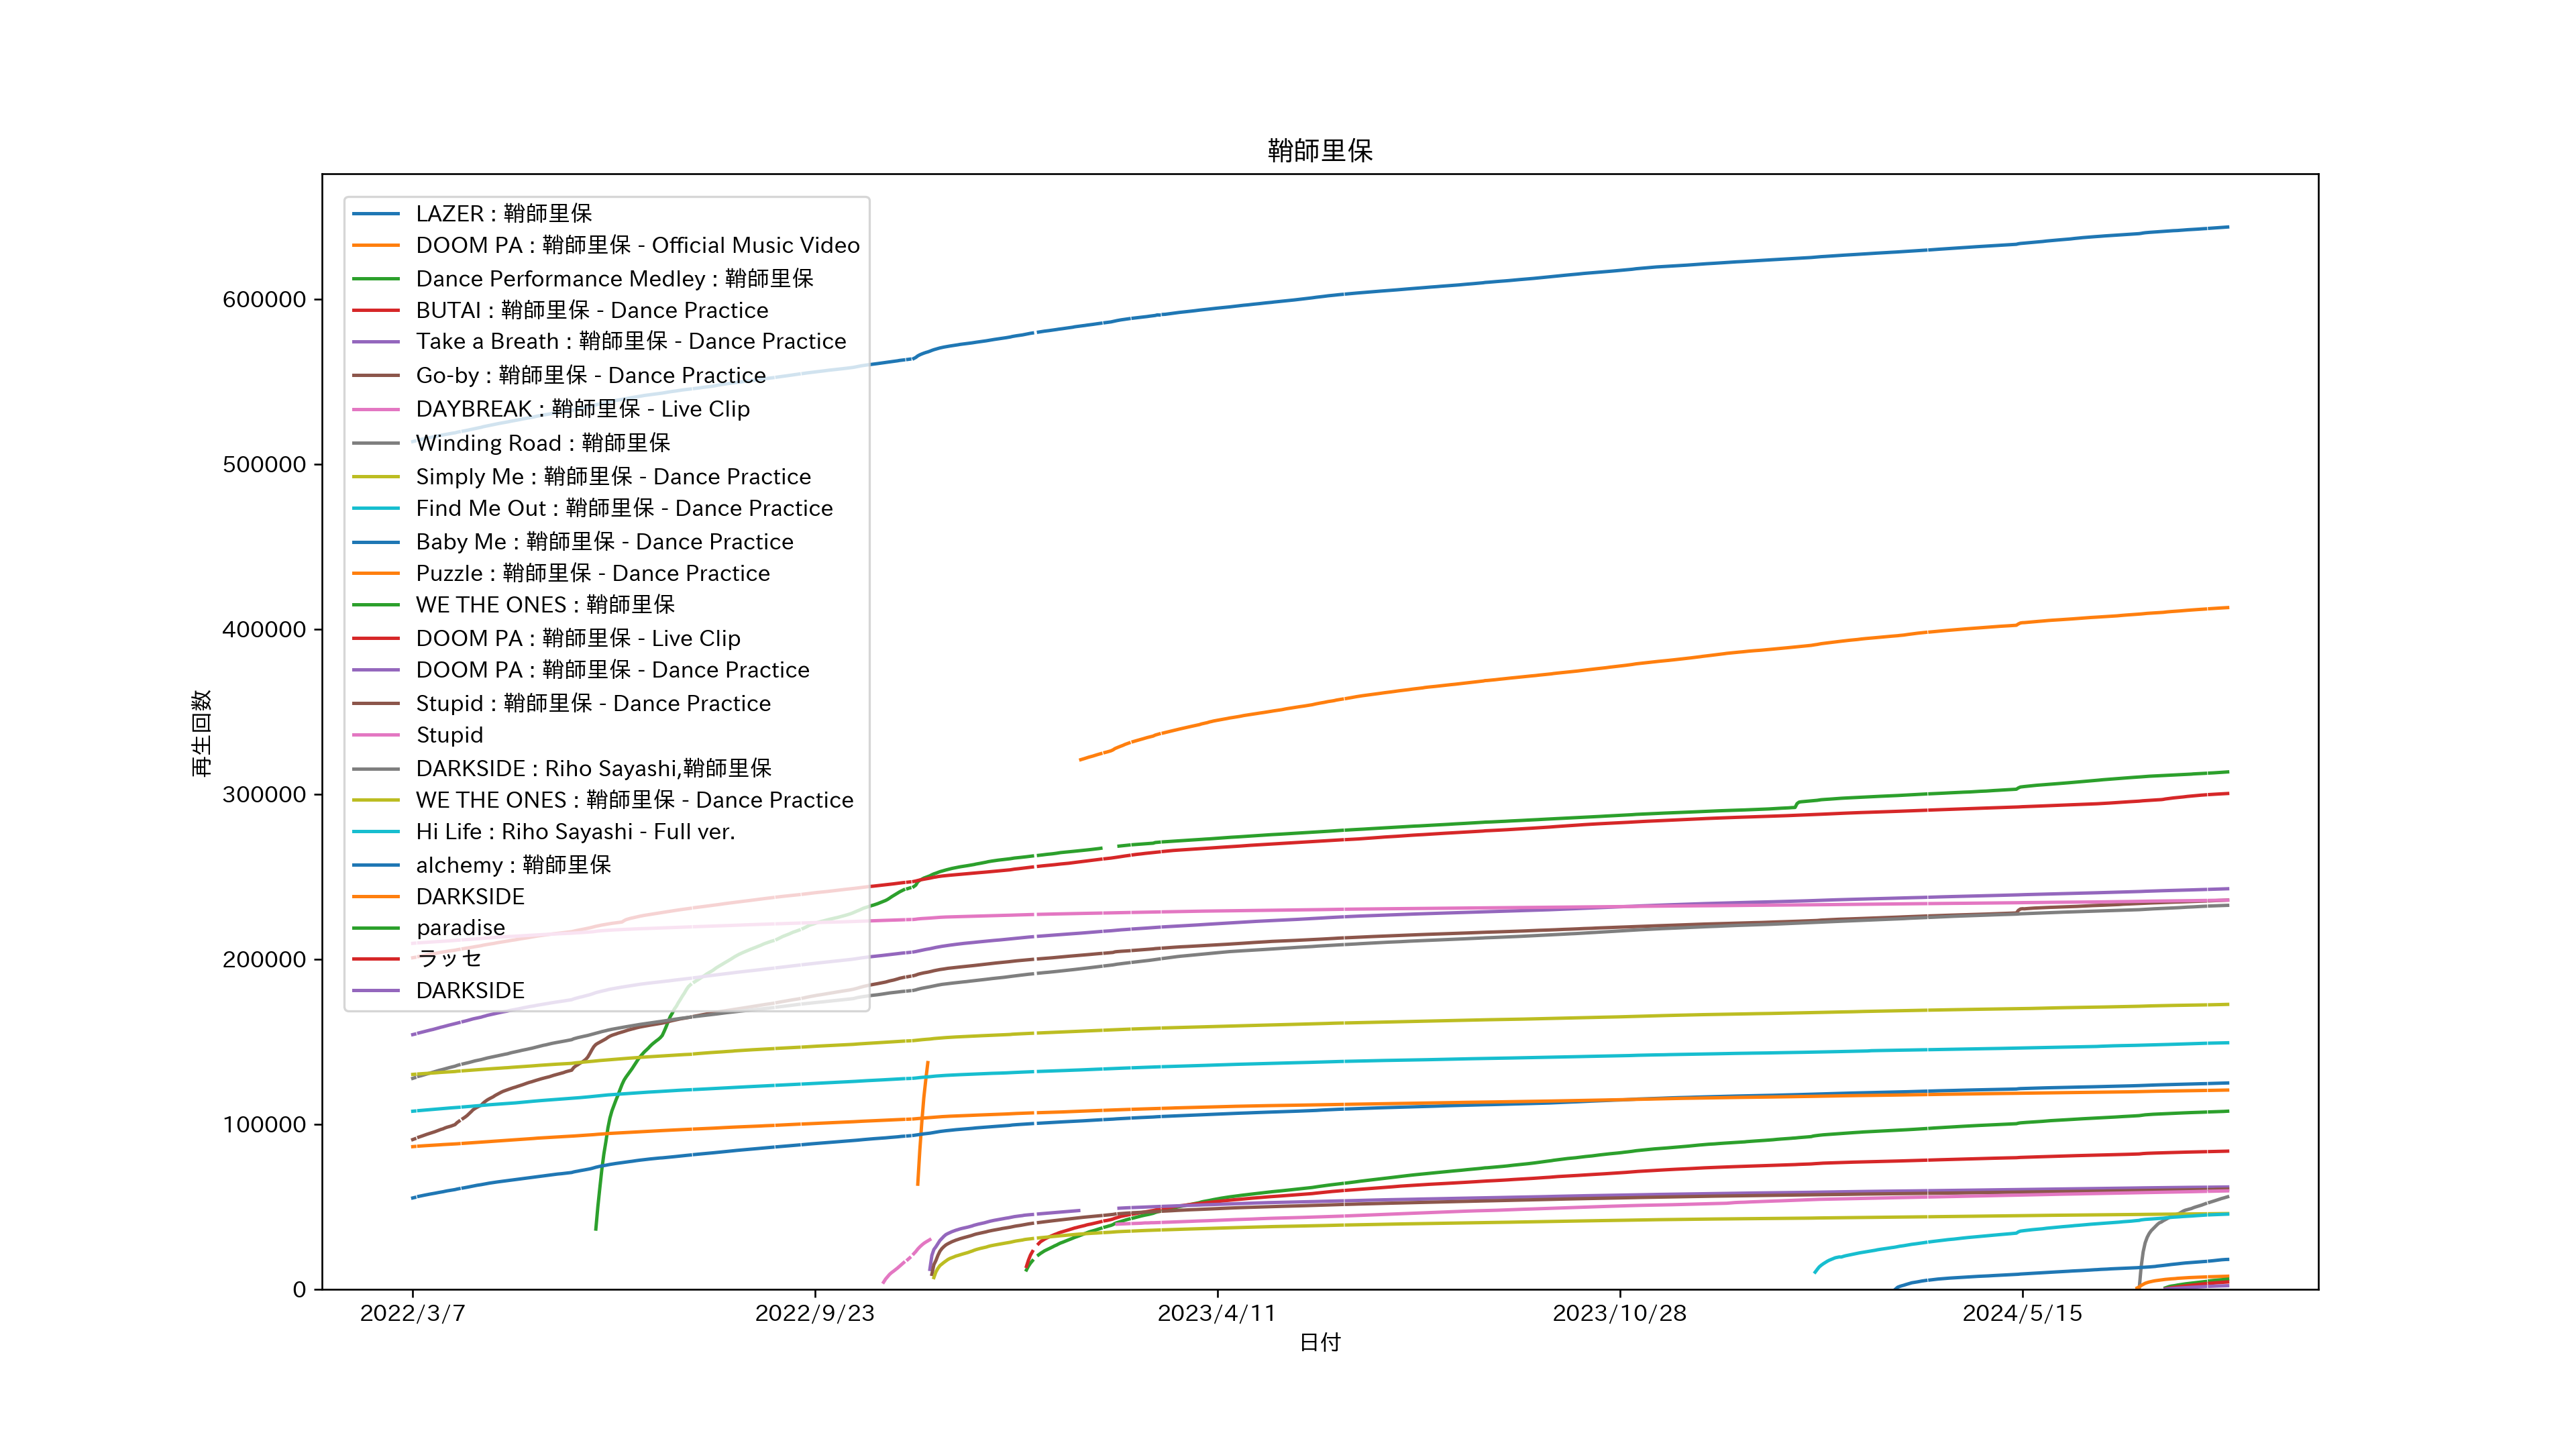 鞘師里保
LAZER : 鞘師里保
DOOM PA : 鞘師里保 - Official Music Video
Dance Performance Medley : 鞘師里保
BUTAI : 鞘師里保 - Dance Practice
Take a Breath : 鞘師里保 - Dance Practice
Go-by : 鞘師里保 - Dance Practice
DAYBREAK : 鞘師里保 - Live Clip
Winding Road : 鞘師里保
Simply Me : 鞘師里保 - Dance Practice
Find Me Out : 鞘師里保 - Dance Practice
Baby Me : 鞘師里保 - Dance Practice
Puzzle : 鞘師里保 - Dance Practice
WE THE ONES : 鞘師里保
DOOM PA : 鞘師里保 - Live Clip
DOOM PA : 鞘師里保 - Dance Practice
Stupid : 鞘師里保 - Dance Practice
Stupid
DARKSIDE : Riho Sayashi,鞘師里保
WE THE ONES : 鞘師里保 - Dance Practice
Hi Life : Riho Sayashi - Full ver.
alchemy : 鞘師里保
DARKSIDE
paradise
ラッセ
DARKSIDE
600000
500000
400000
300000
200000
100000
0
再生回数
2022/3/7
2022/9/23
2023/4/11
2023/10/28
2024/5/15
日付